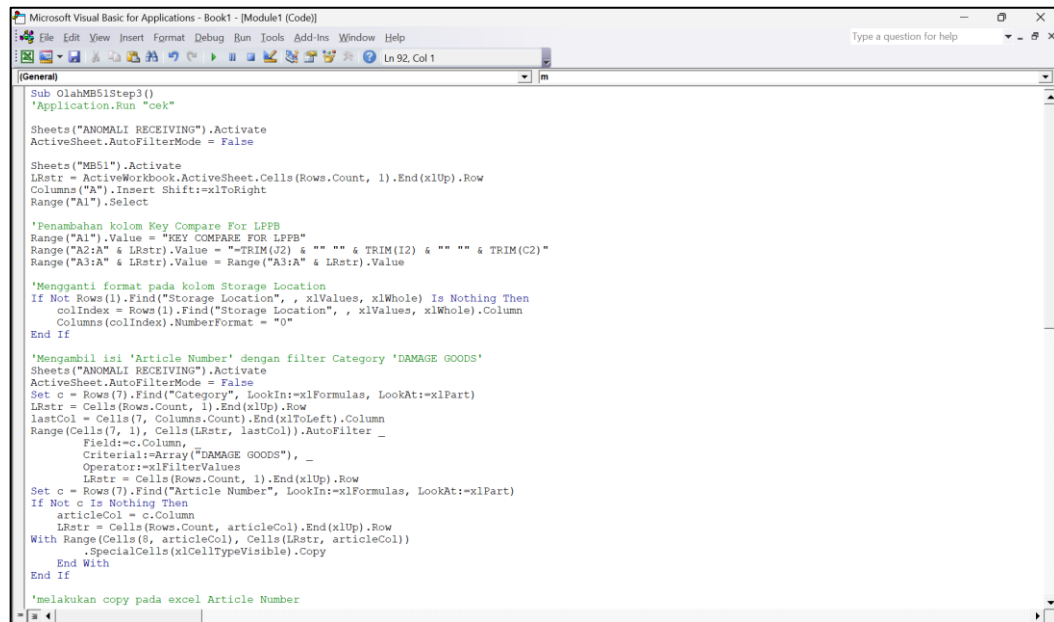 Microsoft Visual Basic for Applications - Book1 - [Module1 (Code)]
File Edit View Insert Format Debug Run Tools Add-Ins Window Help
Type a question for help
Ln 92, Col 1
(General)
m
Sub OlahMB51Step3()
'Application.Run "cek"
Sheets("ANOMALI RECEIVING").Activate
ActiveSheet.AutoFilterMode = False
Sheets("MB51").Activate
LRstr = ActiveWorkbook.ActiveSheet.Cells(Rows.Count, 1).End(xlUp).Row
Columns("A").Insert Shift:=xlToRight
Range("A1").Select
'Penambahan kolom Key Compare For LPPB
Range("A1").Value = "KEY COMPARE FOR LPPB"
Range("A2:A" & LRstr).Value = "=TRIM(J2) & "" "" & TRIM(I2) & "" "" & TRIM(C2)"
Range("A3:A" & LRstr).Value = Range("A3:A" & LRstr).Value
'Mengganti format pada kolom Storage Location
If Not Rows(1).Find("Storage Location", , xlValues, xlWhole) Is Nothing Then
    colIndex = Rows(1).Find("Storage Location", , xlValues, xlWhole).Column
    Columns(colIndex).NumberFormat = "0"
End If
'Mengambil isi 'Article Number' dengan filter Category 'DAMAGE GOODS'
Sheets("ANOMALI RECEIVING").Activate
ActiveSheet.AutoFilterMode = False
Set c = Rows(7).Find("Category", LookIn:=xlFormulas, LookAt:=xlPart)
LRstr = Cells(Rows.Count, 1).End(xlUp).Row
lastCol = Cells(7, Columns.Count).End(xlToLeft).Column
Range(Cells(7, 1), Cells(LRstr, lastCol)).AutoFilter _
        Field:=c.Column, _
        Criteria1:=Array("DAMAGE GOODS"), _
        Operator:=xlFilterValues
        LRstr = Cells(Rows.Count, 1).End(xlUp).Row
Set c = Rows(7).Find("Article Number", LookIn:=xlFormulas, LookAt:=xlPart)
If Not c Is Nothing Then
    articleCol = c.Column
    LRstr = Cells(Rows.Count, articleCol).End(xlUp).Row
With Range(Cells(8, articleCol), Cells(LRstr, articleCol))
        .SpecialCells(xlCellTypeVisible).Copy
    End With
End If
'melakukan copy pada excel Article Number